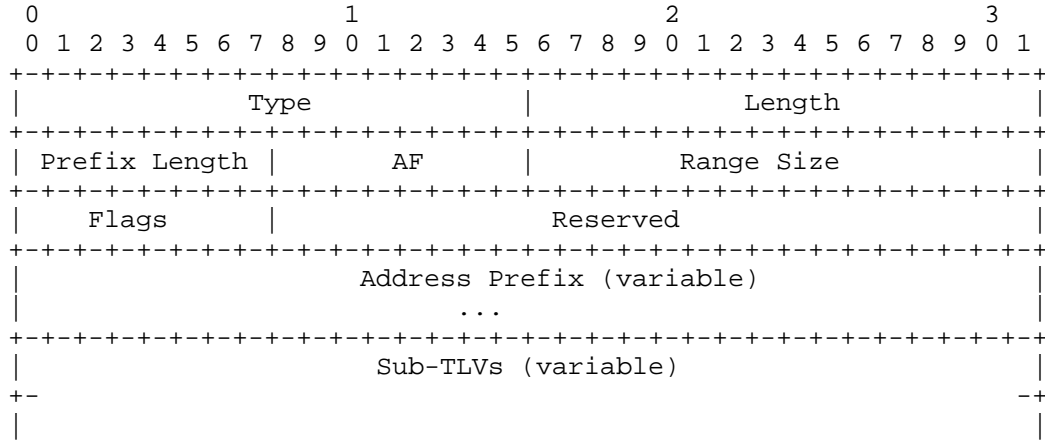 0                   1                   2                   3
 0 1 2 3 4 5 6 7 8 9 0 1 2 3 4 5 6 7 8 9 0 1 2 3 4 5 6 7 8 9 0 1
+-+-+-+-+-+-+-+-+-+-+-+-+-+-+-+-+-+-+-+-+-+-+-+-+-+-+-+-+-+-+-+-+
|              Type             |             Length            |
+-+-+-+-+-+-+-+-+-+-+-+-+-+-+-+-+-+-+-+-+-+-+-+-+-+-+-+-+-+-+-+-+
| Prefix Length |       AF      |         Range Size            |
+-+-+-+-+-+-+-+-+-+-+-+-+-+-+-+-+-+-+-+-+-+-+-+-+-+-+-+-+-+-+-+-+
|    Flags      |                 Reserved                      |
+-+-+-+-+-+-+-+-+-+-+-+-+-+-+-+-+-+-+-+-+-+-+-+-+-+-+-+-+-+-+-+-+
|                     Address Prefix (variable)                 |
|                           ...                                 |
+-+-+-+-+-+-+-+-+-+-+-+-+-+-+-+-+-+-+-+-+-+-+-+-+-+-+-+-+-+-+-+-+
|                      Sub-TLVs (variable)                      |
+-                                                             -+
|                                                               |